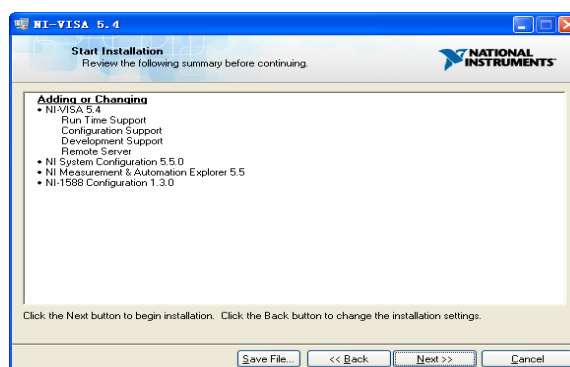 NI-VISA 5.4
Start Installation
Review the following summary before continuing.
NATIONAL
INSTRUMENTS™
Adding or Changing
• NI-VISA 5.4
Run Time Support
Configuration Support
Development Support
Remote Server
• NI System Configuration 5.5.0
• NI Measurement & Automation Explorer 5.5
• NI-1588 Configuration 1.3.0
Click the Next button to begin installation. Click the Back button to change the installation settings.
Save File...
<< Back
Next >>
Cancel